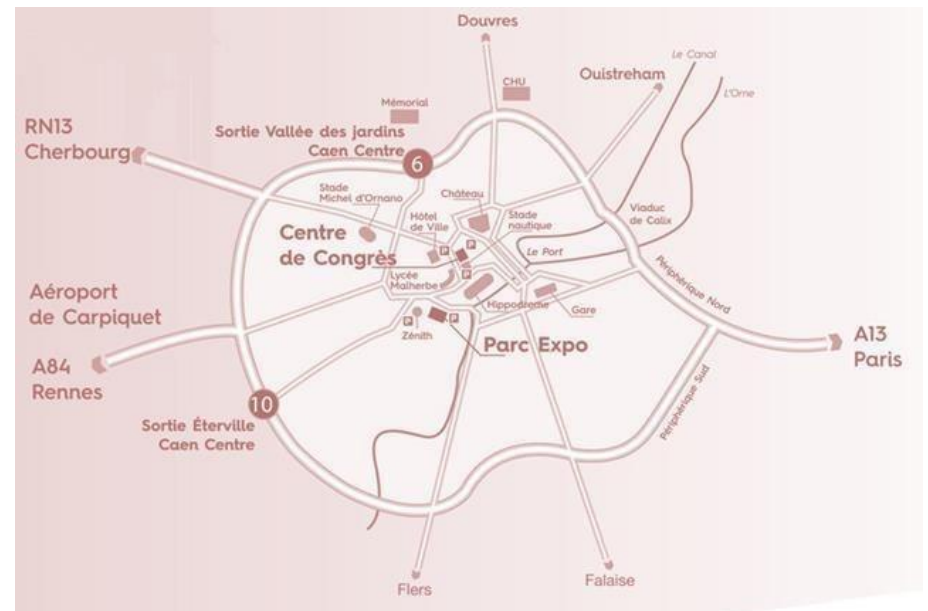 Douvres
Le Canal
Ouistreham
CHU
L'Orne
Mémorial
RN13
Cherbourg
Sortie Vallée des jardins
Caen Centre
6
Stade
Michel d'Ornano
Château
Hôtel
de Ville
Stade
nautique
Viaduc
de Calix
Centre
de Congrès
P
P
Le Port
Lycée
Malherbe
P
Périphérique Nord
Aéroport
de Carpiquet
Hippodrome
Gare
P
P
Zénith
Parc Expo
A13
Paris
A84
Rennes
10
Périphérique Sud
Sortie Éterville
Caen Centre
Flers
Falaise